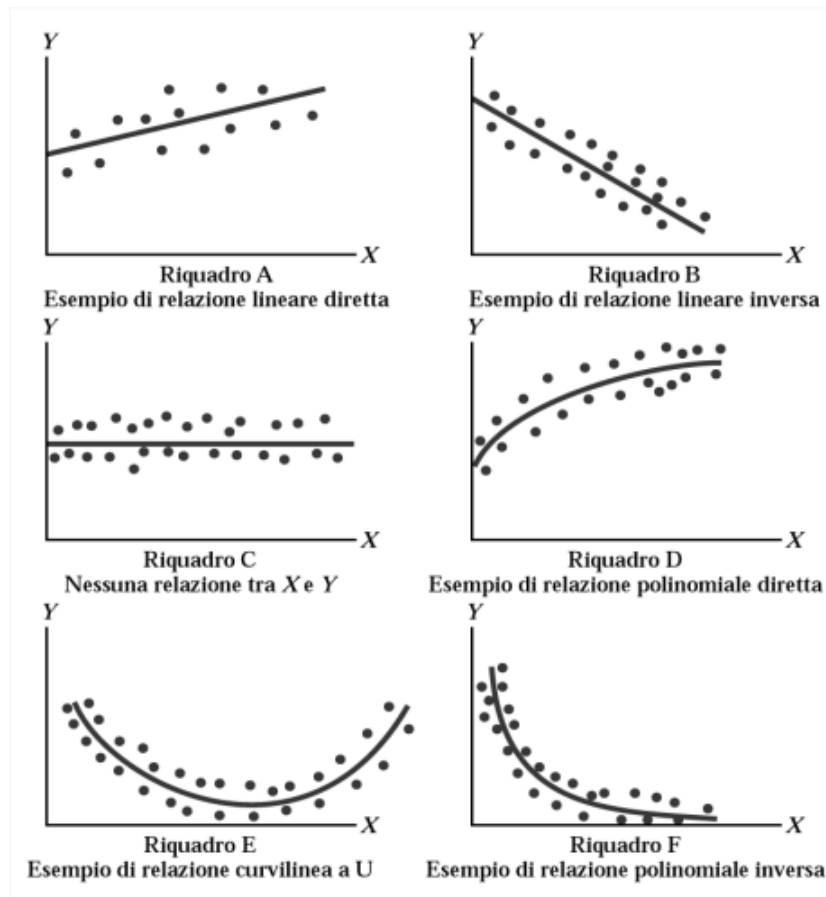 Y
Y
X
X
Riquadro A
Riquadro B
Esempio di relazione lineare diretta
Esempio di relazione lineare inversa
Y
Y
X
X
Riquadro C
Riquadro D
Nessuna relazione tra X e Y
Esempio di relazione polinomiale diretta
Y
Y
X
X
Riquadro E
Riquadro F
Esempio di relazione curvilinea a U
Esempio di relazione polinomiale inversa